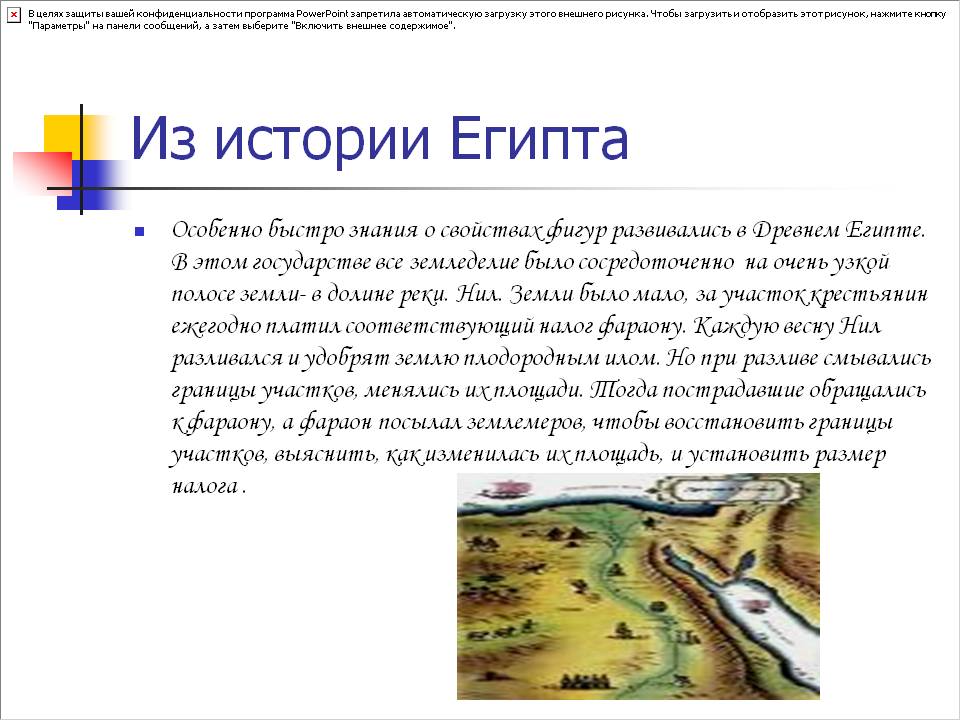 В целях защиты вашей конфиденциальности программа PowerPoint запретила автоматическую загрузку этого внешнего рисунка. Чтобы загрузить и отобразить этот рисунок, нажмите кнопку
"Параметры" на панели сообщений, а затем выберите "Включить внешнее содержимое".
Из истории Египта
Особенно быстро знания о свойствах фигур развивались в Древнем Египте.
В этом государстве все земледелие было сосредоточенно на очень узкой
полосе земли- в долине реки. Нил. Земли было мало, за участок крестьянин
ежегодно платил соответствующий налог фараону. Каждую весну Нил
разливался и удобрят землю плодородным илом. Но при разливе смывались
границы участков, менялись их площади. Тогда пострадавшие обращались
к фараону, а фараон посылал землемеров, чтобы восстановить границы
участков, выяснить, как изменилась их площадь, и установить размер
налога .